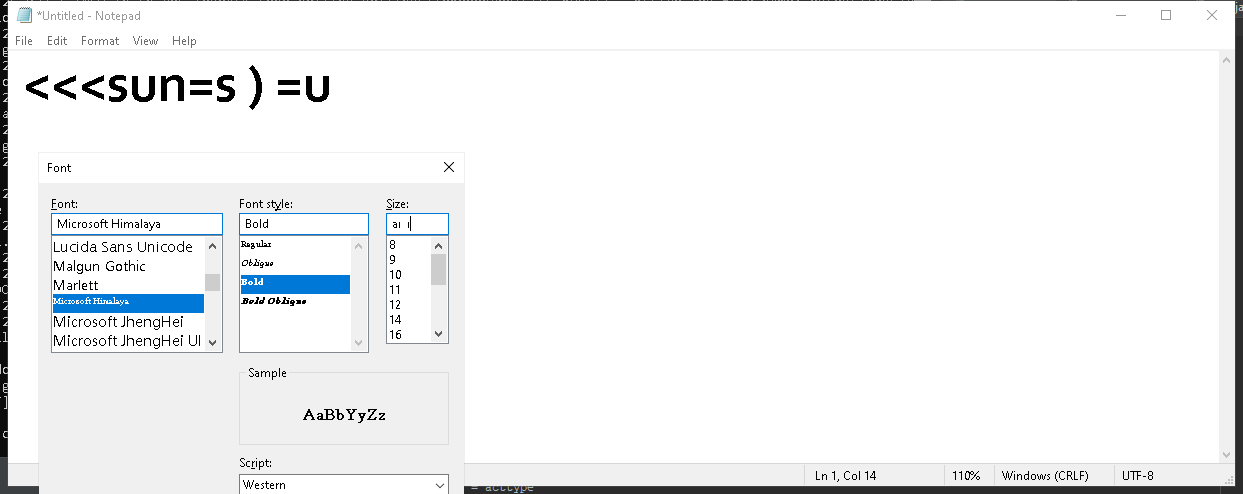 *Untitled - Notepad
File Edit Format View Help
<<<sun=s ) =u
Font
Font: Font style: Size:
Microsoft Himalaya Bold
Lucida Sans Unicode Regular 8
Malgun Gothic Oblique 9
Marlett Bold 10
Microsoft Himalaya Bold Oblique 11
Microsoft JhengHei 12
Microsoft JhengHei UI 14
16
Sample
AaBbYyZz
Script:
Western
Ln 1, Col 14 110% Windows (CRLF) UTF-8
= acctype